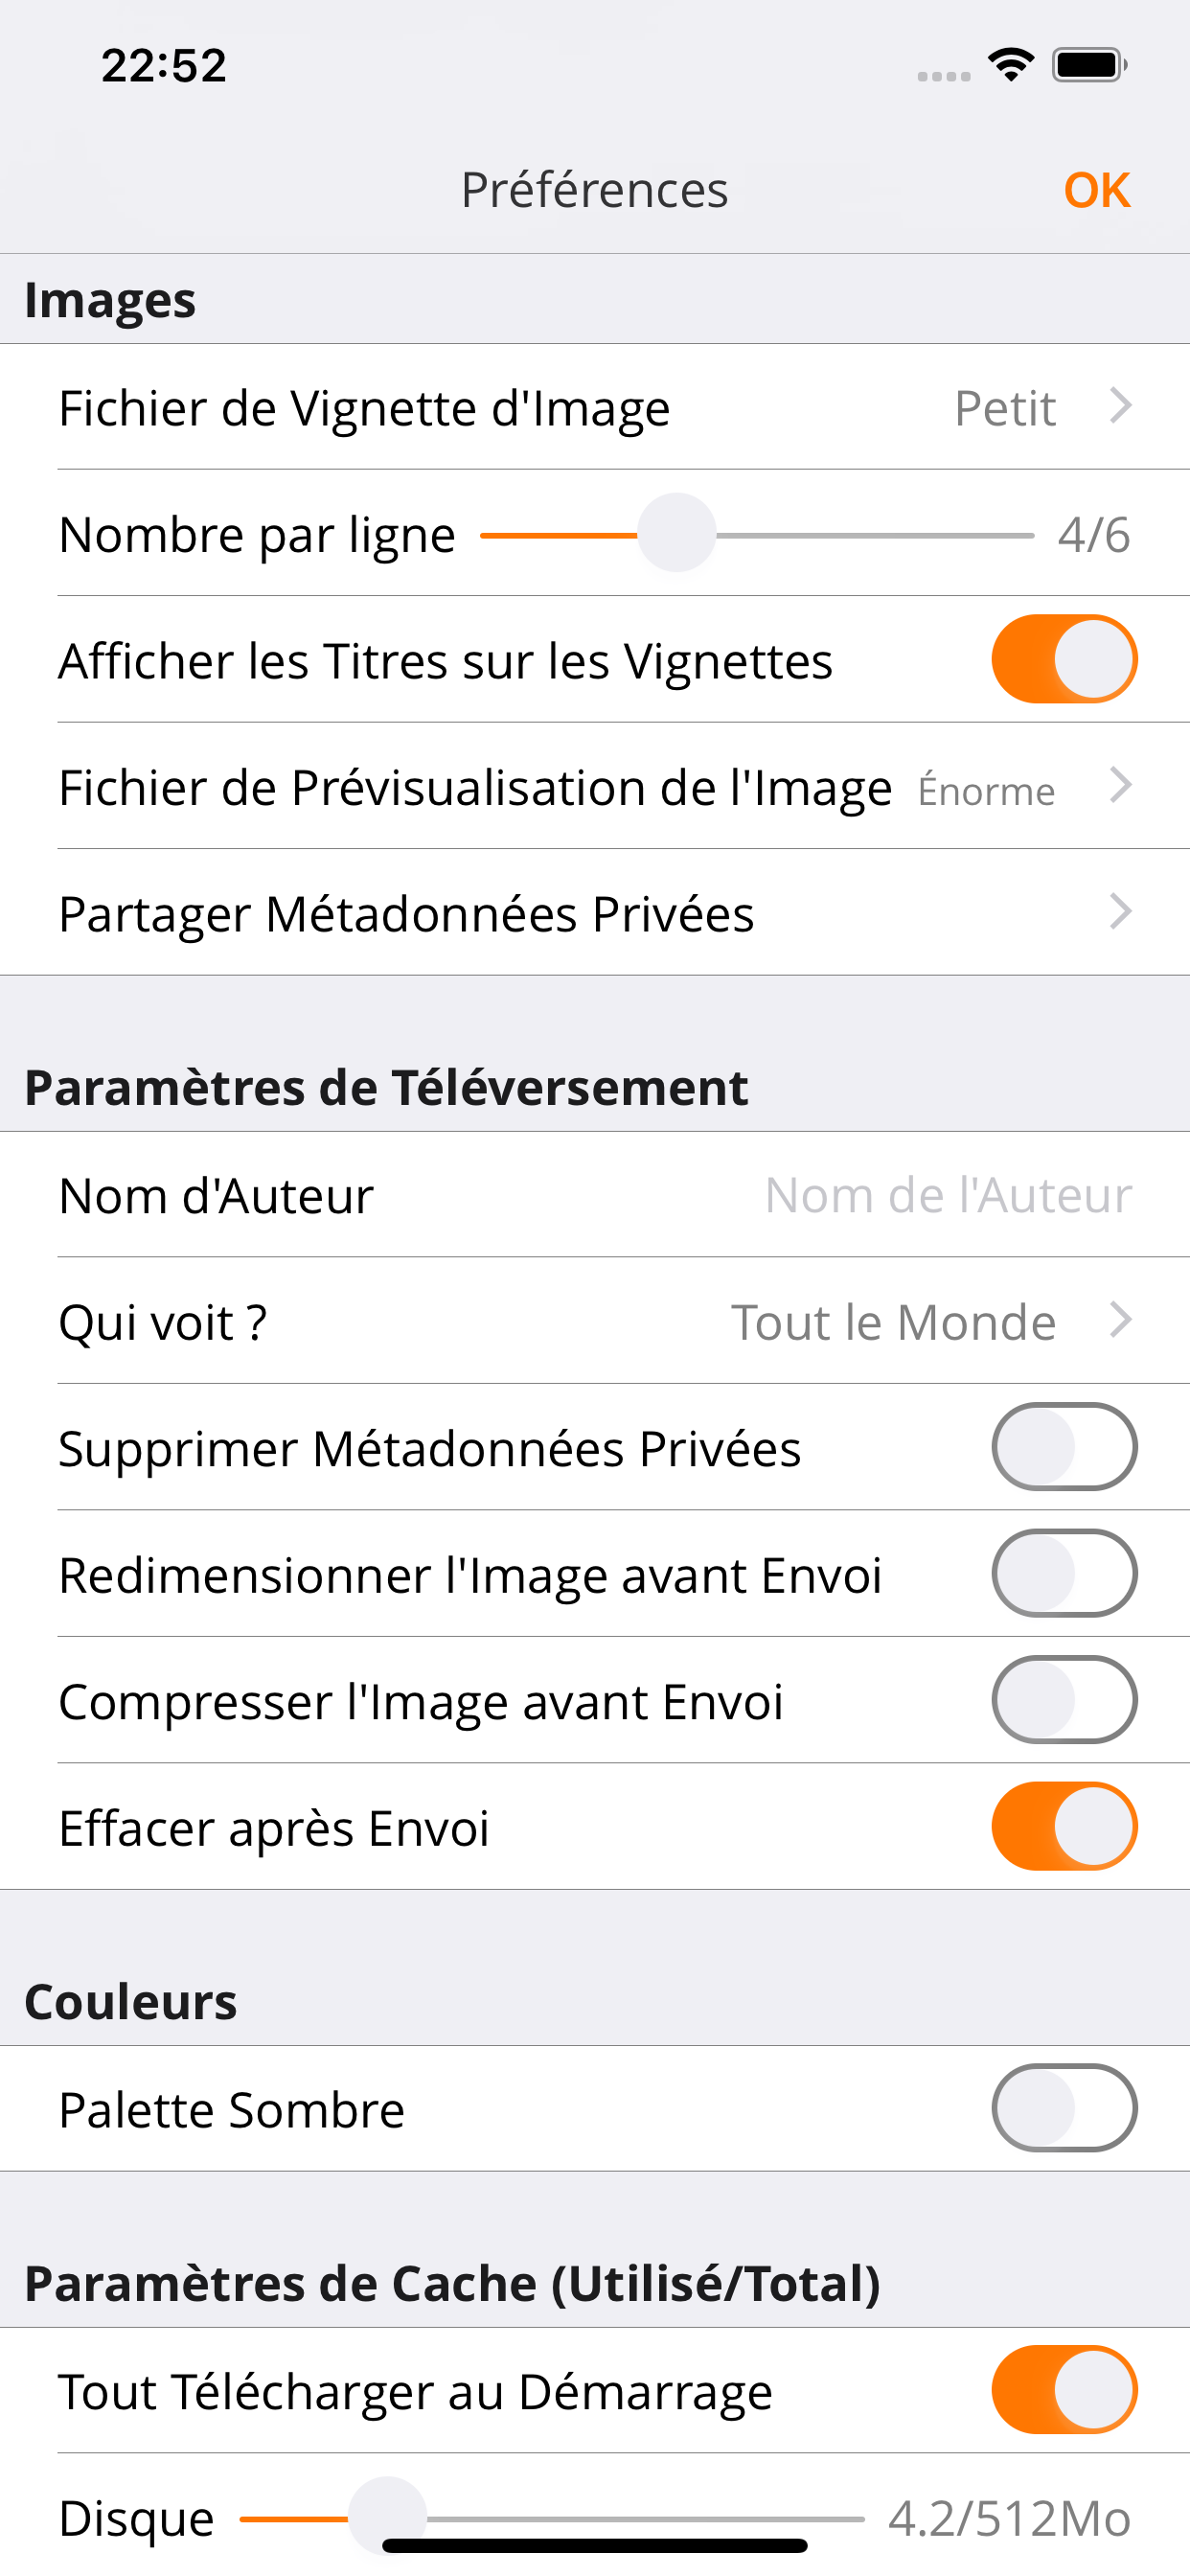 22:52
Préférences
OK
Images
Fichier de Vignette d'Image Petit
Nombre par ligne 4/6
Afficher les Titres sur les Vignettes
Fichier de Prévisualisation de l'Image Énorme
Partager Métadonnées Privées
Paramètres de Téléversement
Nom d'Auteur Nom de l'Auteur
Qui voit ? Tout le Monde
Supprimer Métadonnées Privées
Redimensionner l'Image avant Envoi
Compresser l'Image avant Envoi
Effacer après Envoi
Couleurs
Palette Sombre
Paramètres de Cache (Utilisé/Total)
Tout Télécharger au Démarrage
Disque 4.2/512Mo